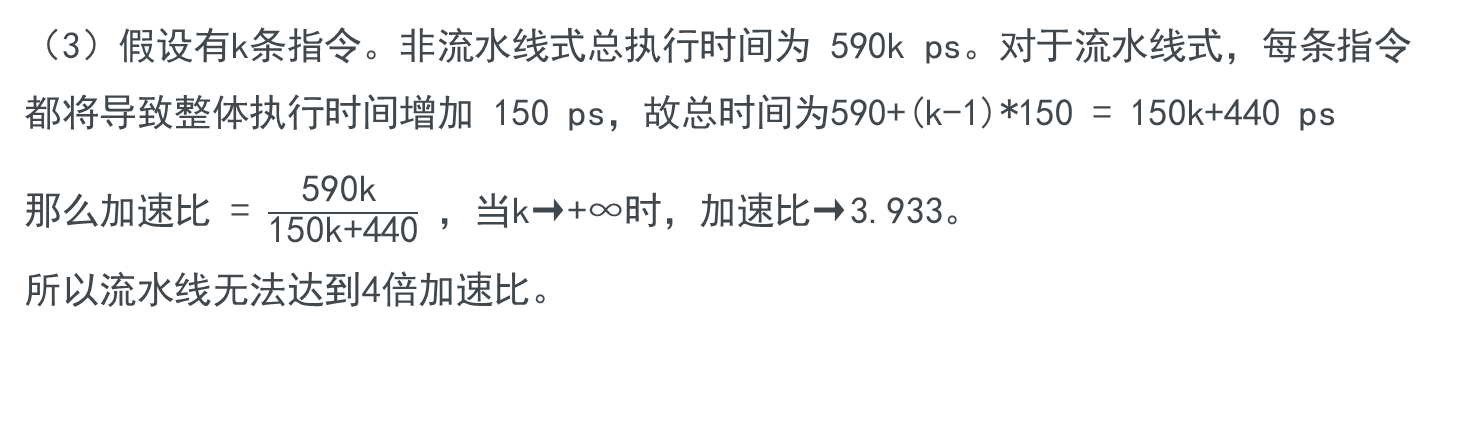 （3）假设有k条指令。非流水线式总执行时间为 590k ps。对于流水线式，每条指令
都将导致整体执行时间增加 150 ps，故总时间为590+(k-1)*150 = 150k+440 ps
那么加速比 = 590k/150k+440 ，当k→+∞时，加速比→3.933。
所以流水线无法达到4倍加速比。